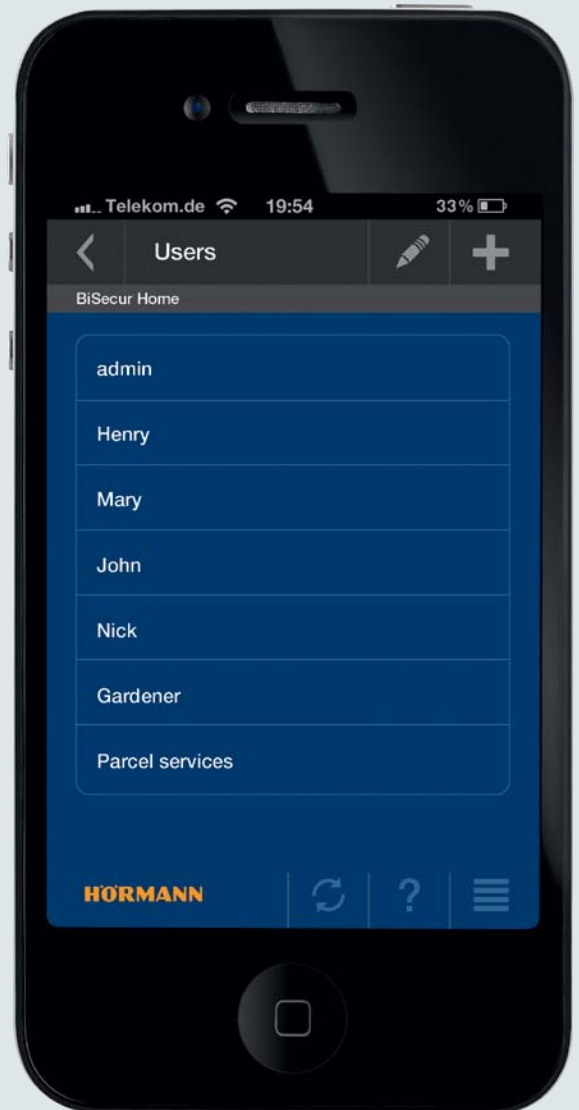 Telekom.de 19:54 33%
Users
BiSecur Home
admin
Henry
Mary
John
Nick
Gardener
Parcel services
HÖRMANN
?